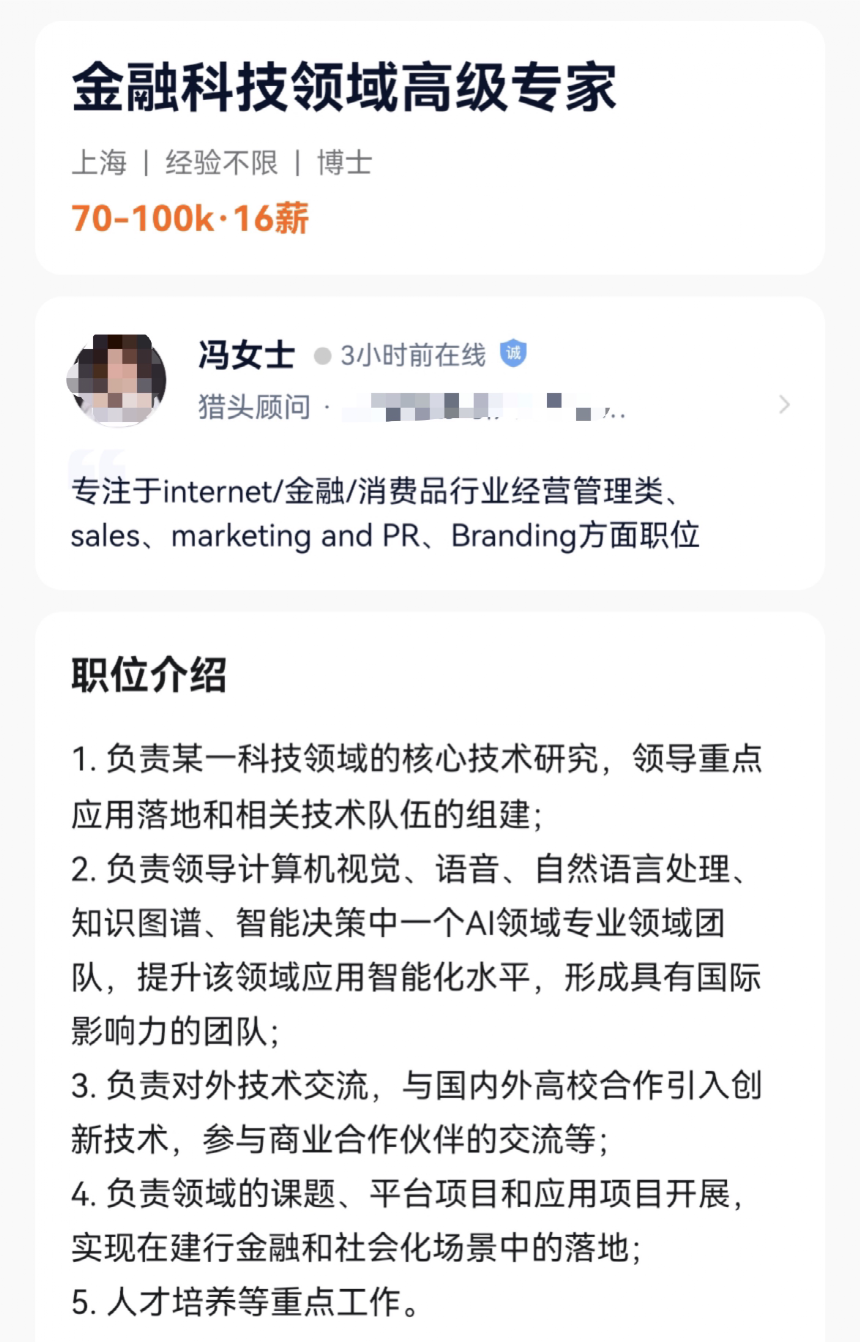 金融科技领域高级专家
上海 | 经验不限 | 博士
70-100k·16薪
冯女士 3小时前在线 诚
猎头顾问 ·
专注于internet/金融/消费品行业经营管理类、
sales、marketing and PR、Branding方面职位
职位介绍
1. 负责某一科技领域的核心技术研究，领导重点
应用落地和相关技术队伍的组建;
2. 负责领导计算机视觉、语音、自然语言处理、
知识图谱、智能决策中一个AI领域专业领域团
队，提升该领域应用智能化水平，形成具有国际
影响力的团队;
3. 负责对外技术交流，与国内外高校合作引入创
新技术，参与商业合作伙伴的交流等;
4. 负责领域的课题、平台项目和应用项目开展，
实现在建行金融和社会化场景中的落地;
5. 人才培养等重点工作。